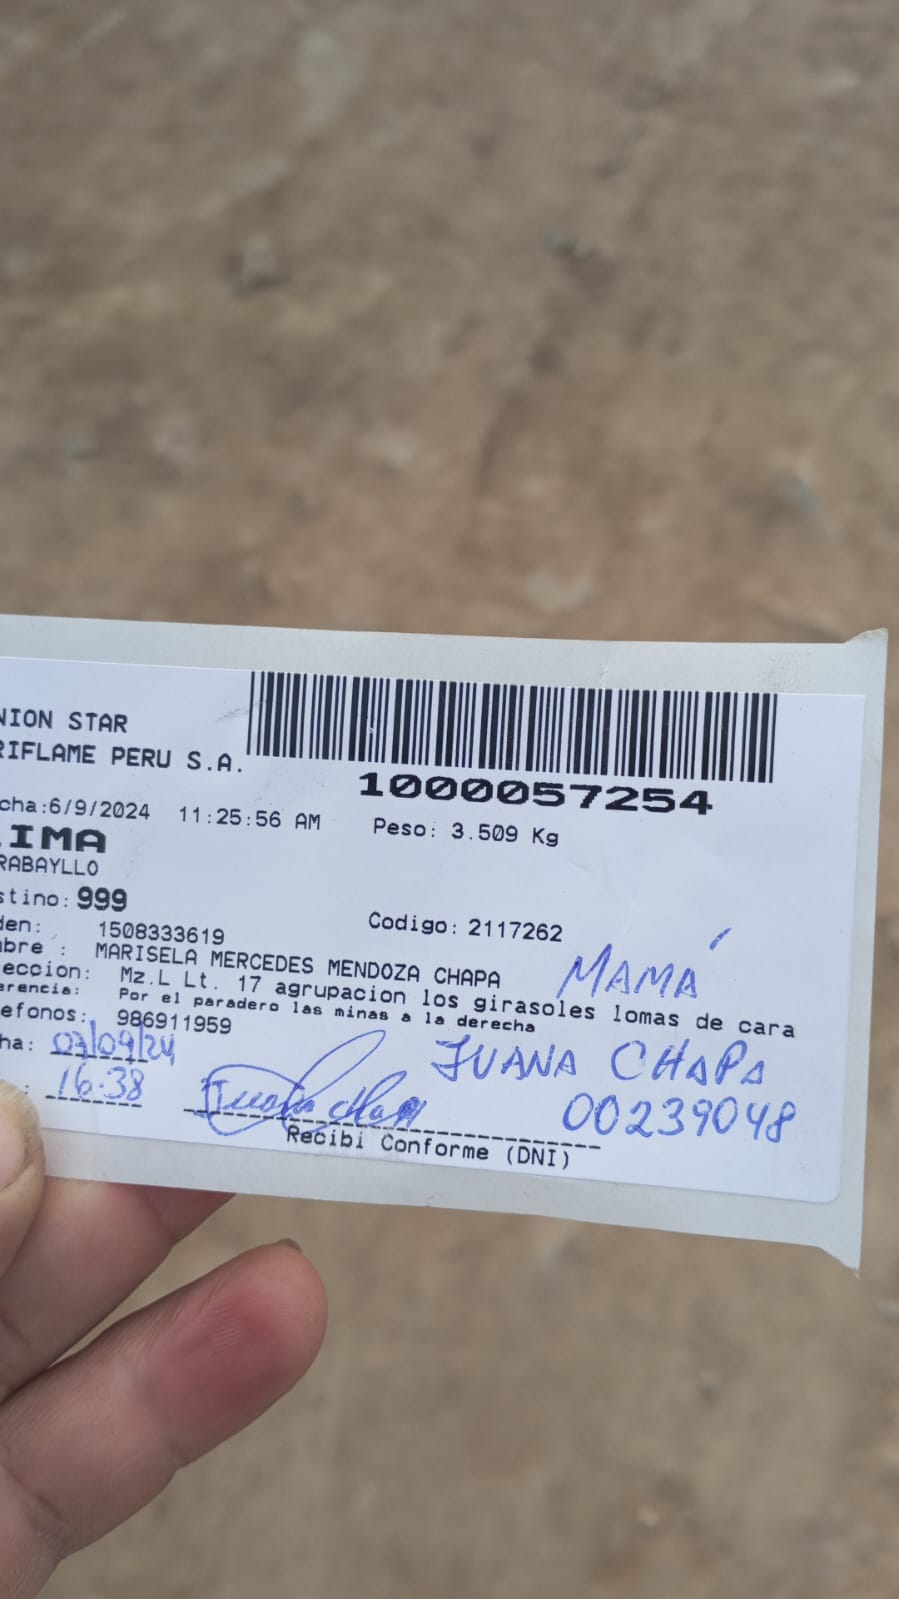 NION STAR
RIFLAME PERU S.A.
1000057254
cha:6/9/2024 11:25:56 AM Peso: 3.509 Kg
IMA
RABAYLLO
stino: 999
den: 1508333619 Codigo: 2117262
bre : MARISELA MERCEDES MENDOZA CHAPA MAMÁ
eccion: Mz.L Lt. 17 agrupacion los girasoles lomas de cara
erencia: Por el paradero las minas a la derecha
efonos: 986911959
ha: 07/09/24 JUANA CHAPA
: 16:38 00239048
Recibi Conforme (DNI)